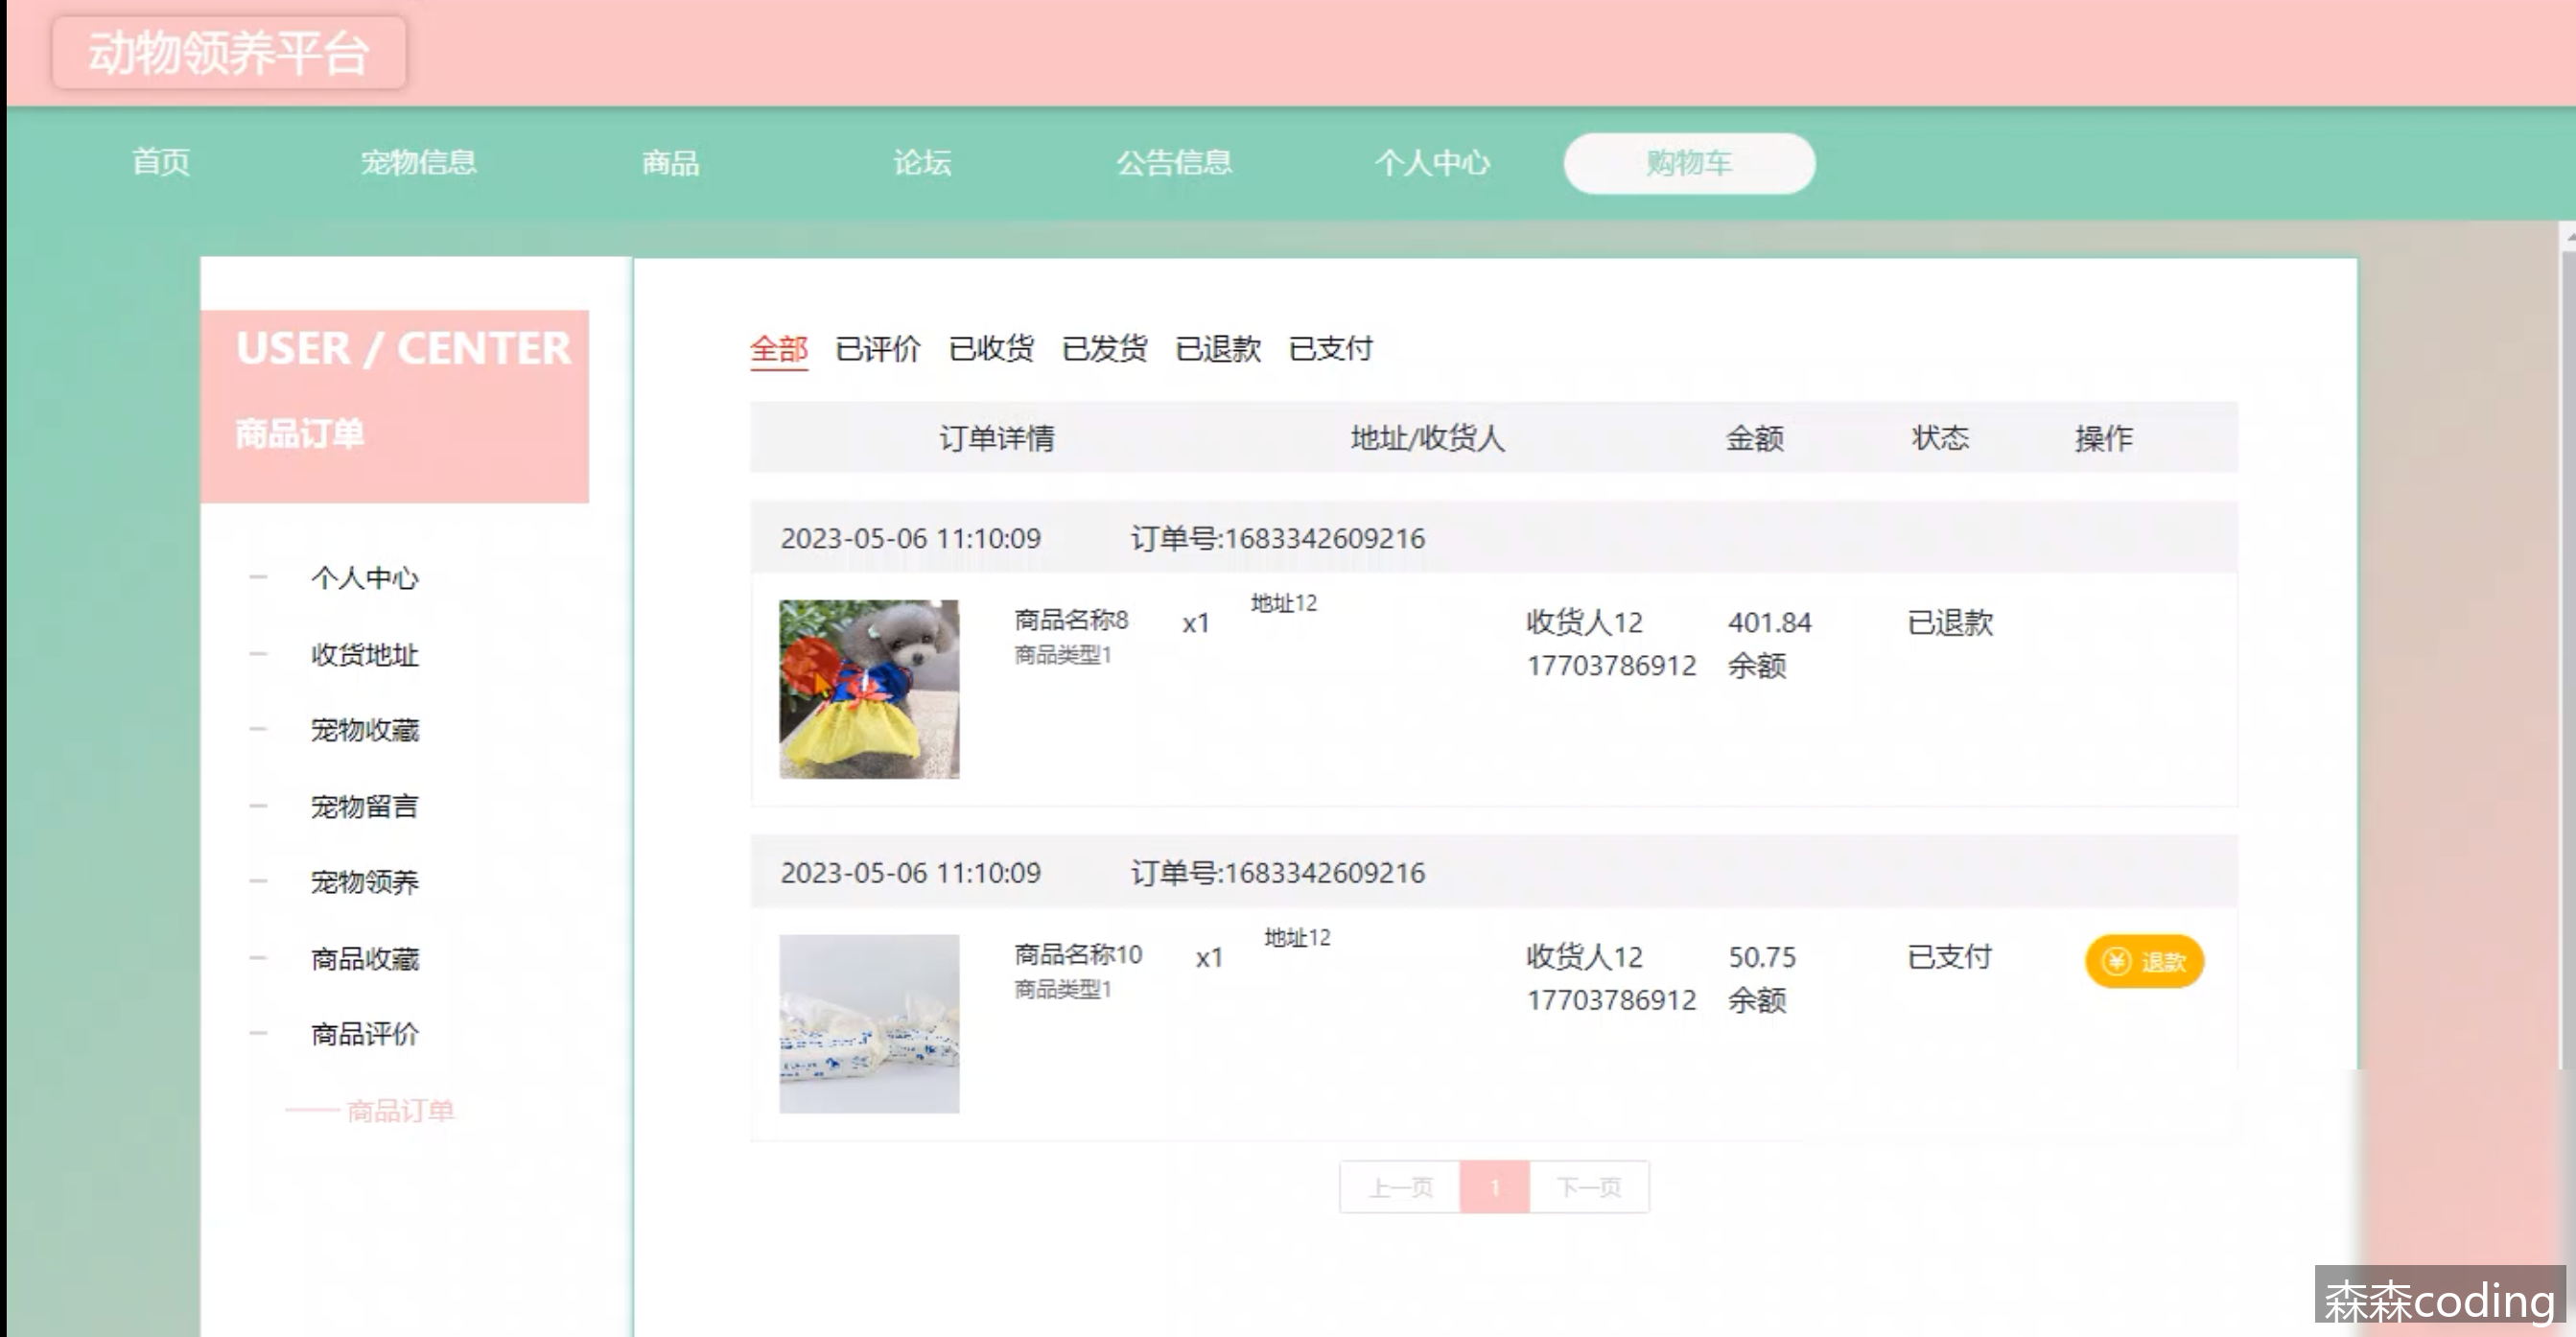 动物领养平台
首页 宠物信息 商品 论坛 公告信息 个人中心 购物车
USER / CENTER
商品订单
个人中心
收货地址
宠物收藏
宠物留言
宠物领养
商品收藏
商品评价
商品订单
全部 已评价 已收货 已发货 已退款 已支付
订单详情 地址/收货人 金额 状态 操作
2023-05-06 11:10:09 订单号:1683342609216
商品名称8 x1 地址12 收货人12 401.84 已退款
商品类型1 17703786912 余额
2023-05-06 11:10:09 订单号:1683342609216
商品名称10 x1 地址12 收货人12 50.75 已支付 退款
商品类型1 17703786912 余额
上一页 1 下一页
森森coding